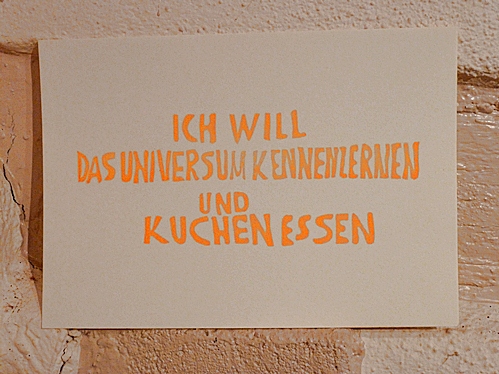 ICH WILL
DAS UNIVERSUM KENNENLERNEN
UND
KUCHEN ESSEN